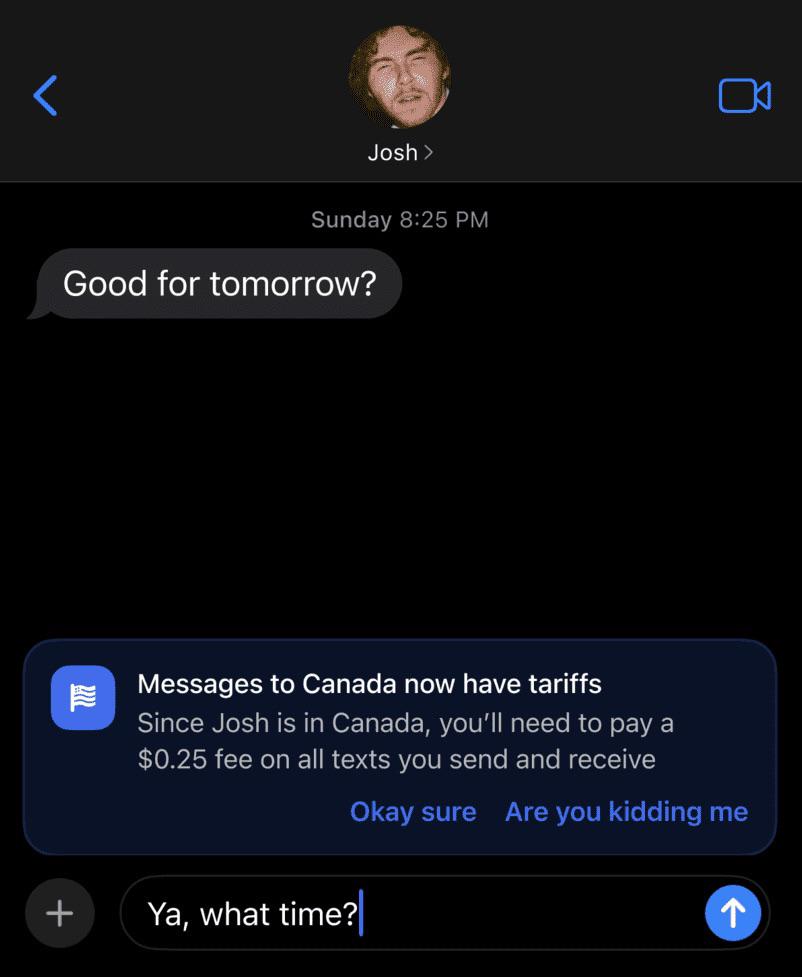 Josh
Sunday 8:25 PM
Good for tomorrow?
Messages to Canada now have tariffs
Since Josh is in Canada, you’ll need to pay a
$0.25 fee on all texts you send and receive
Okay sure Are you kidding me
Ya, what time?